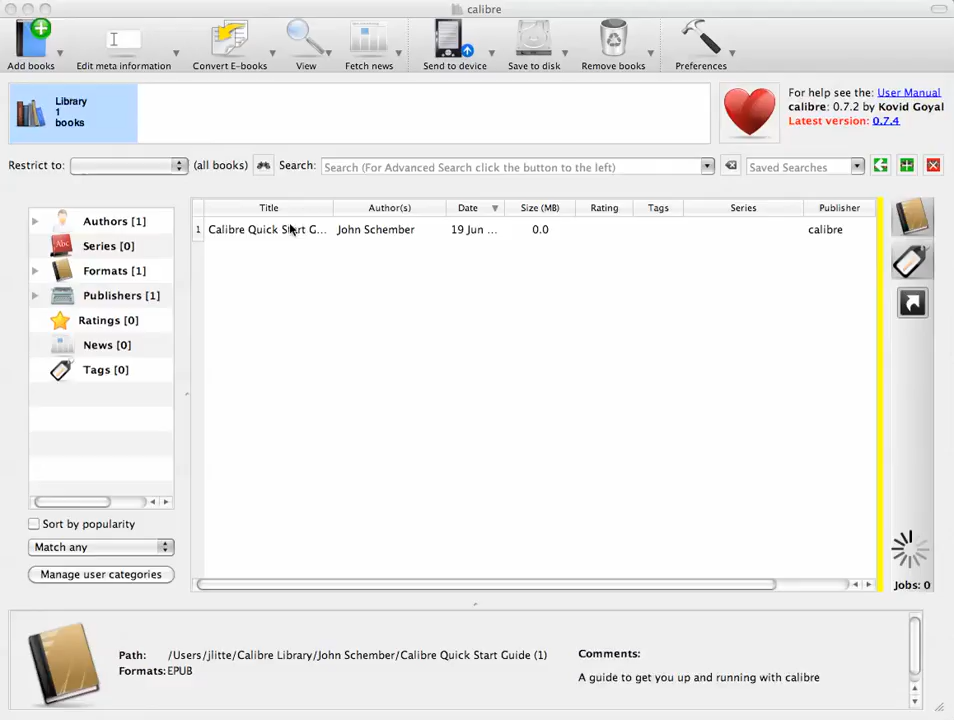 calibre
Add books
Edit meta information
Convert E-books
View
Fetch news
Send to device
Save to disk
Remove books
Preferences
Library
1
books
For help see the: User Manual
calibre: 0.7.2 by Kovid Goyal
Latest version: 0.7.4
Restrict to:
(all books)
Search:
Search (For Advanced Search click the button to the left)
Saved Searches
Authors [1]
Series [0]
Abc
Formats [1]
Publishers [1]
Ratings [0]
News [0]
Tags [0]
Title Author(s) Date Size (MB) Rating Tags Series Publisher
1 Calibre Quick Start G... John Schember 19 Jun ... 0.0 calibre
Sort by popularity
Match any
Manage user categories
Jobs: 0
Path: /Users/jlitte/Calibre Library/John Schember/Calibre Quick Start Guide (1)
Formats: EPUB
Comments:
A guide to get you up and running with calibre